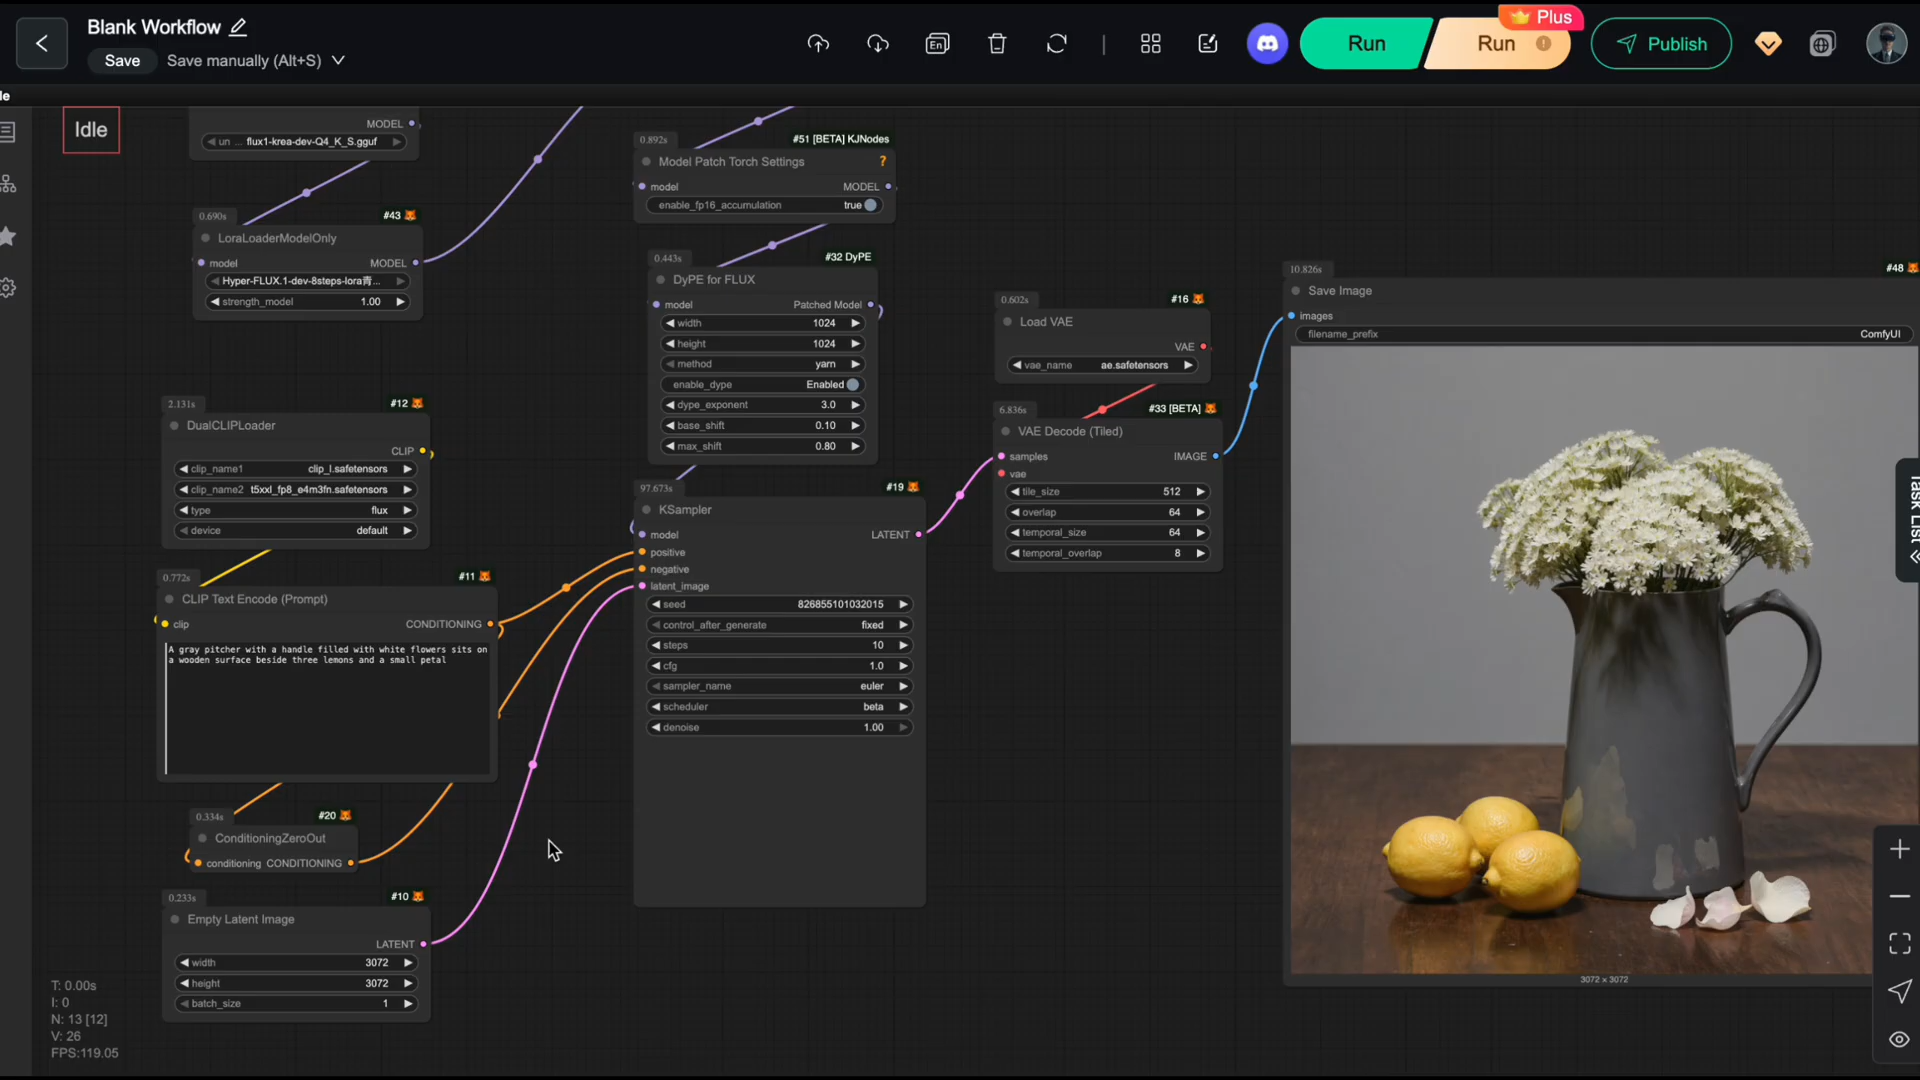 Blank Workflow
Save
Save manually (Alt+S)
En
Run
Run
Plus
Publish
le
Idle
MODEL
un ... flux1-krea-dev-Q4_K_S.gguf
0.690s
#43
LoraLoaderModelOnly
model
MODEL
Hyper-FLUX.1-dev-8steps-lora青...
strength_model 1.00
2.131s
#12
DualCLIPLoader
CLIP
clip_name1 clip_l.safetensors
clip_name2 t5xxl_fp8_e4m3fn.safetensors
type flux
device default
0.772s
#11
CLIP Text Encode (Prompt)
clip
CONDITIONING
A gray pitcher with a handle filled with white flowers sits on
a wooden surface beside three lemons and a small petal
0.334s
#20
ConditioningZeroOut
conditioning CONDITIONING
0.233s
#10
Empty Latent Image
LATENT
width 3072
height 3072
batch_size 1
T: 0.00s
I: 0
N: 13 [12]
V: 26
FPS:119.05
0.892s
#51 [BETA] KJNodes
Model Patch Torch Settings
?
model
MODEL
enable_fp16_accumulation true
0.443s
#32 DyPE
DyPE for FLUX
model
Patched Model
width 1024
height 1024
method yarn
enable_dype Enabled
dype_exponent 3.0
base_shift 0.10
max_shift 0.80
97.673s
#19
KSampler
model
LATENT
positive
negative
latent_image
seed 826855101032015
control_after_generate fixed
steps 10
cfg 1.0
sampler_name euler
scheduler beta
denoise 1.00
0.602s
#16
Load VAE
VAE
vae_name ae.safetensors
6.836s
#33 [BETA]
VAE Decode (Tiled)
samples
IMAGE
vae
tile_size 512
overlap 64
temporal_size 64
temporal_overlap 8
10.826s
#48
Save Image
images
filename_prefix ComfyUI
3072 × 3072
Task List